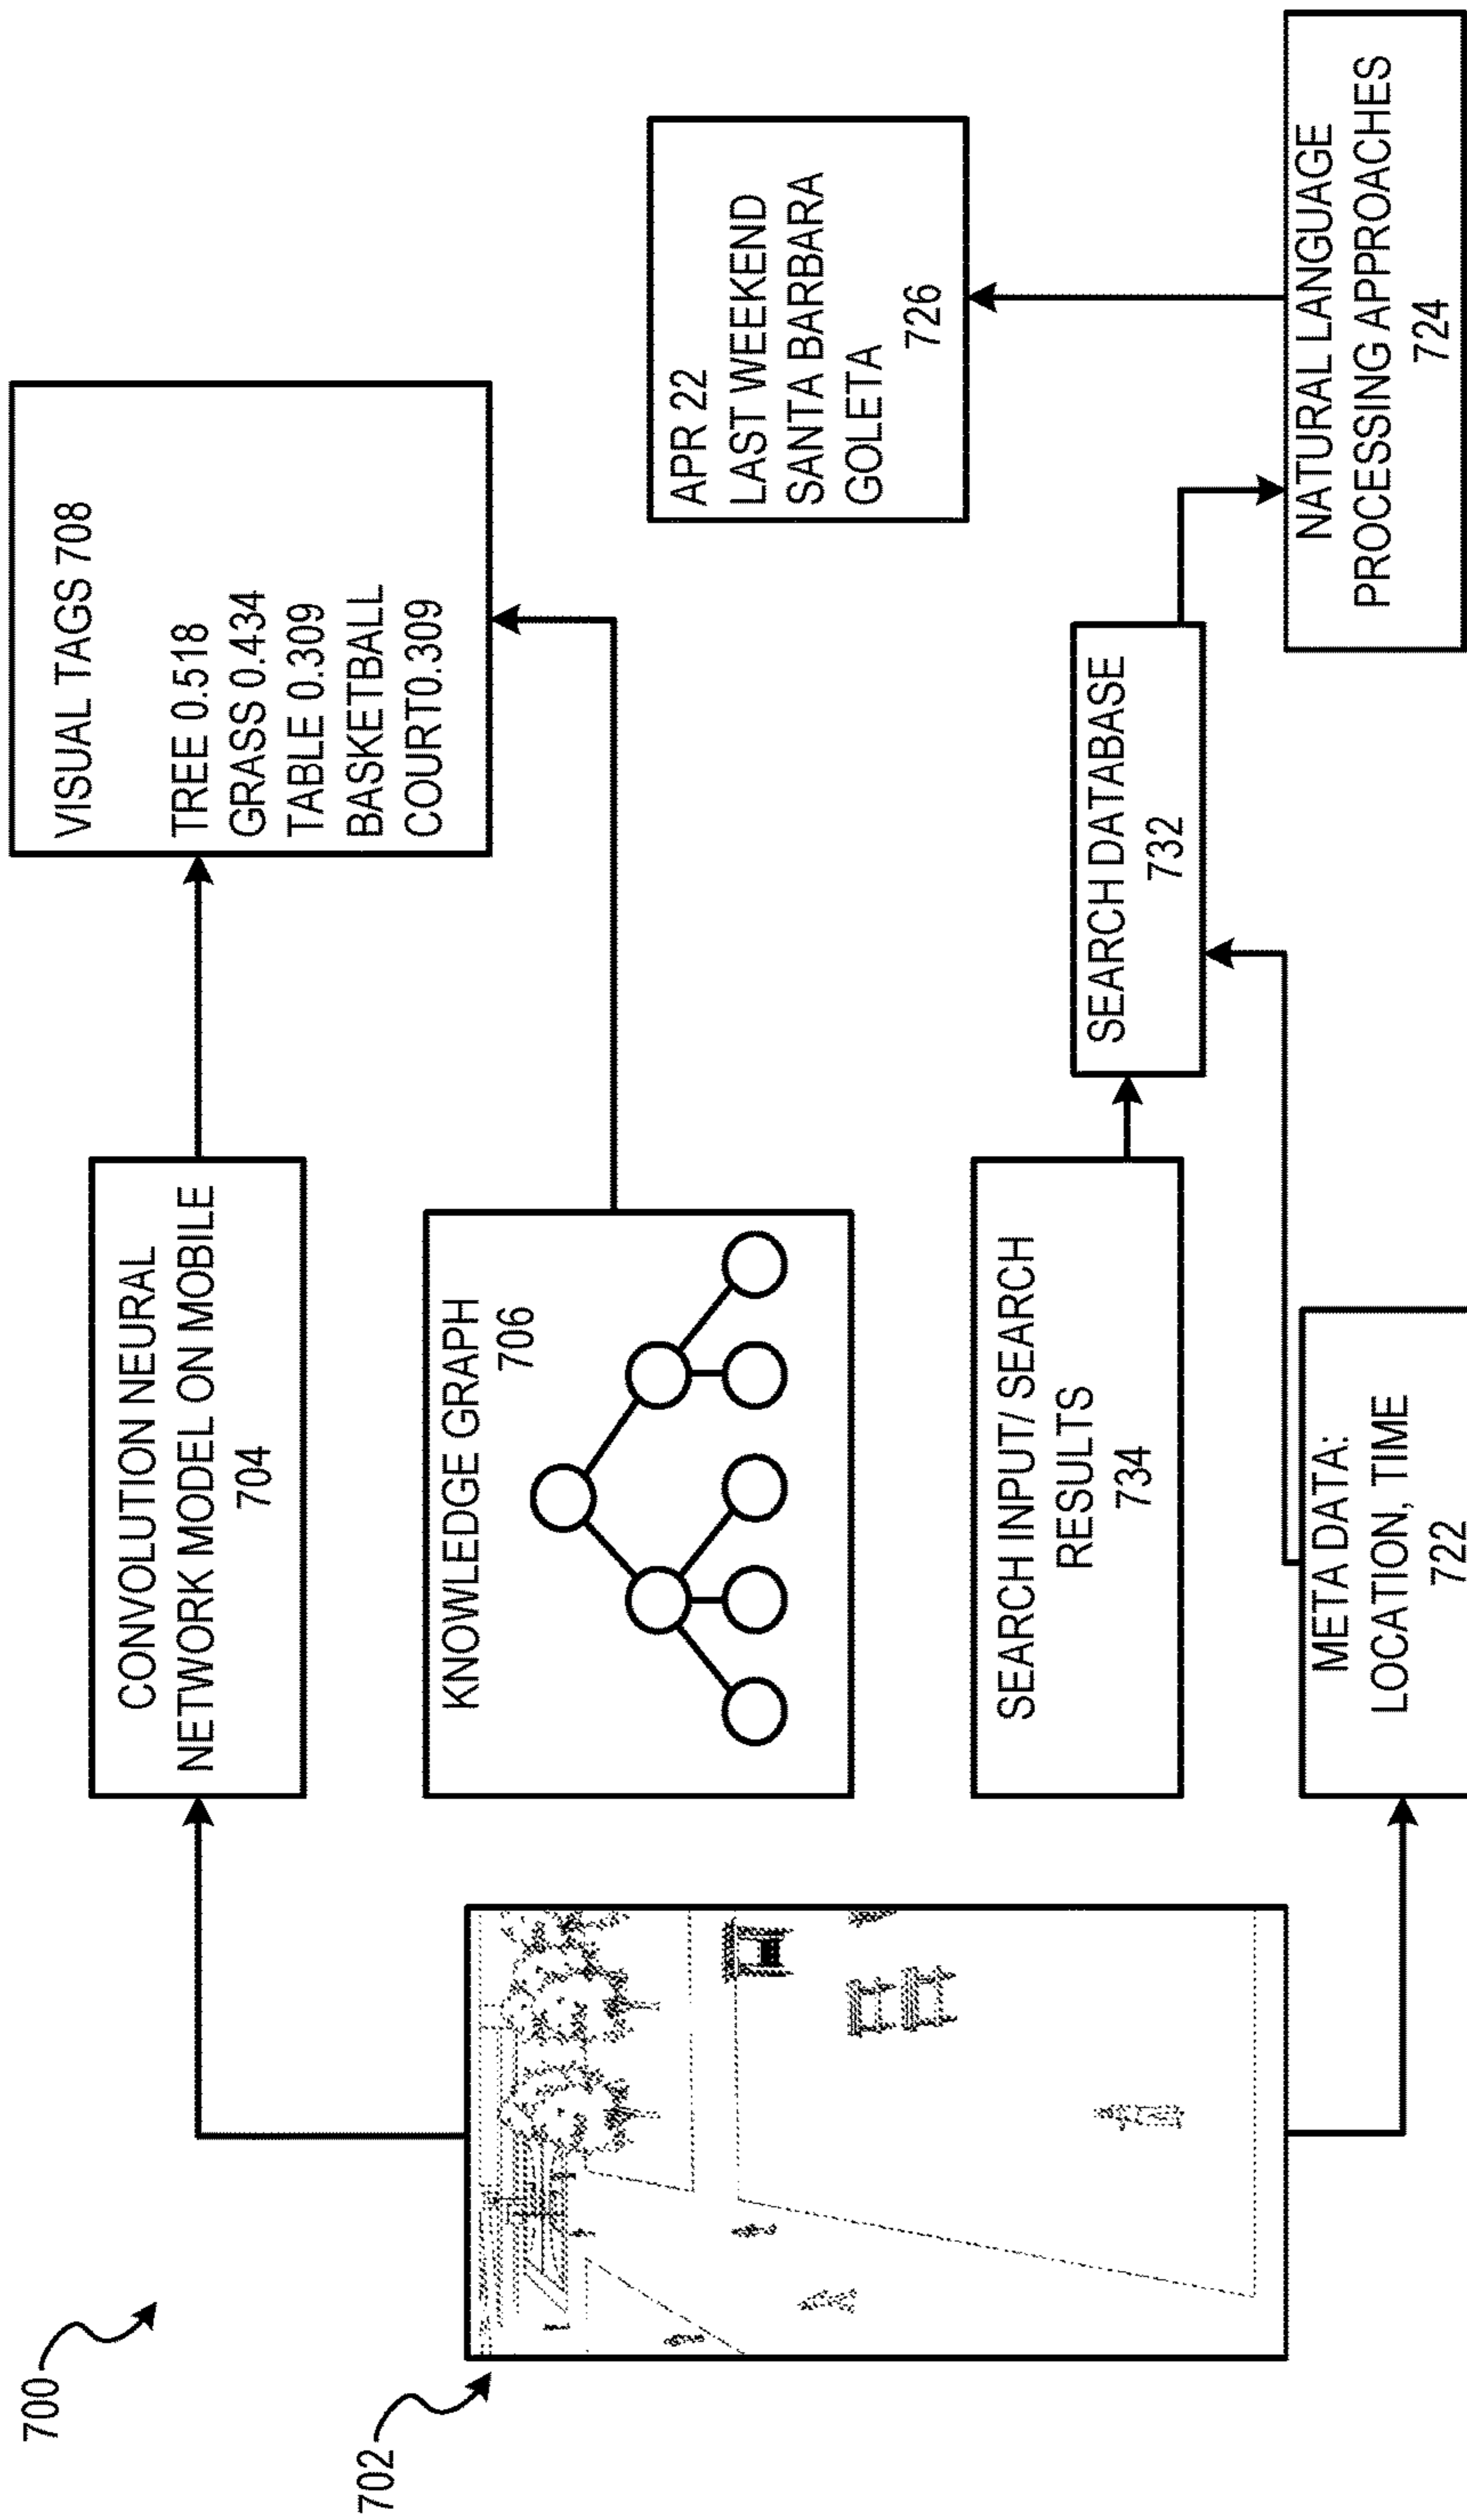 700
702
CONVOLUTION NEURAL
NETWORK MODEL ON MOBILE
704
VISUAL TAGS 708
TREE 0.518
GRASS 0.434
TABLE 0.309
BASKETBALL
COURT0.309
KNOWLEDGE GRAPH
706
SEARCH INPUT/ SEARCH
RESULTS
734
SEARCH DATABASE
732
APR 22
LAST WEEKEND
SANTA BARBARA
GOLETA
726
META DATA:
LOCATION, TIME
722
NATURAL LANGUAGE
PROCESSING APPROACHES
724